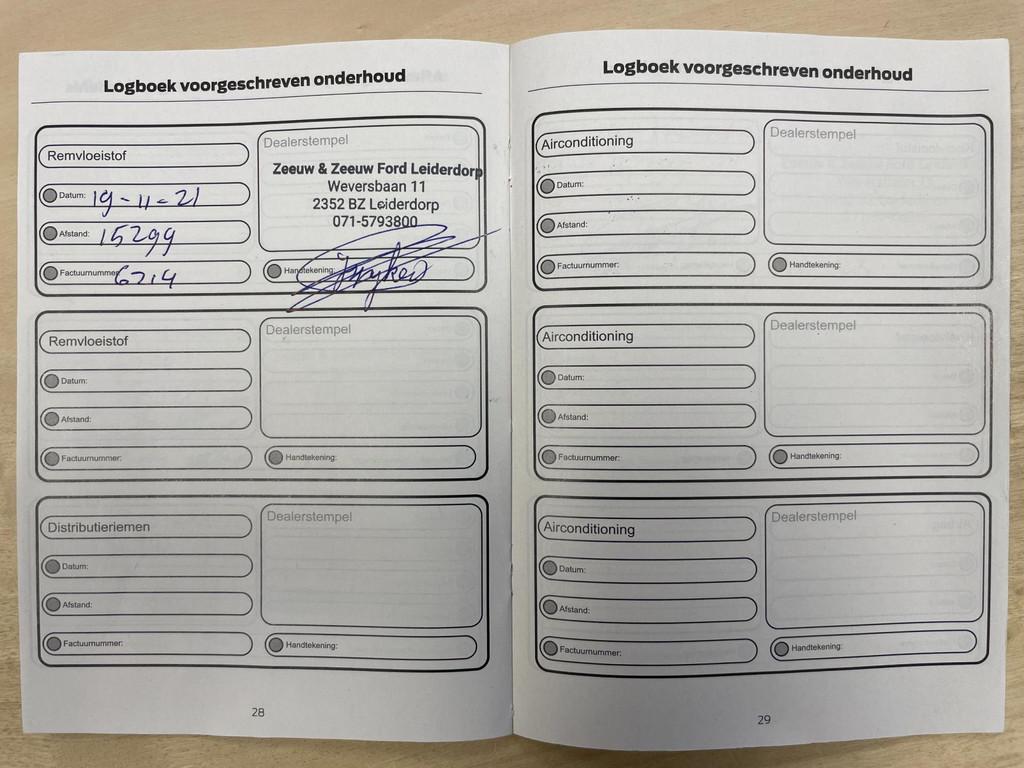 Logboek voorgeschreven onderhoud
Remvloeistof
Datum: 19-11-21
Afstand: 15299
Factuurnummer: 6214
Dealerstempel
Zeeuw & Zeeuw Ford Leiderdorp
Weversbaan 11
2352 BZ Leiderdorp
071-5793800
Handtekening:
Remvloeistof
Datum:
Afstand:
Factuurnummer:
Dealerstempel
Handtekening:
Distributieriemen
Datum:
Afstand:
Factuurnummer:
Dealerstempel
Handtekening:
28
Logboek voorgeschreven onderhoud
Airconditioning
Datum:
Afstand:
Factuurnummer:
Dealerstempel
Handtekening:
Airconditioning
Datum:
Afstand:
Factuurnummer:
Dealerstempel
Handtekening:
Airconditioning
Datum:
Afstand:
Factuurnummer:
Dealerstempel
Handtekening:
29